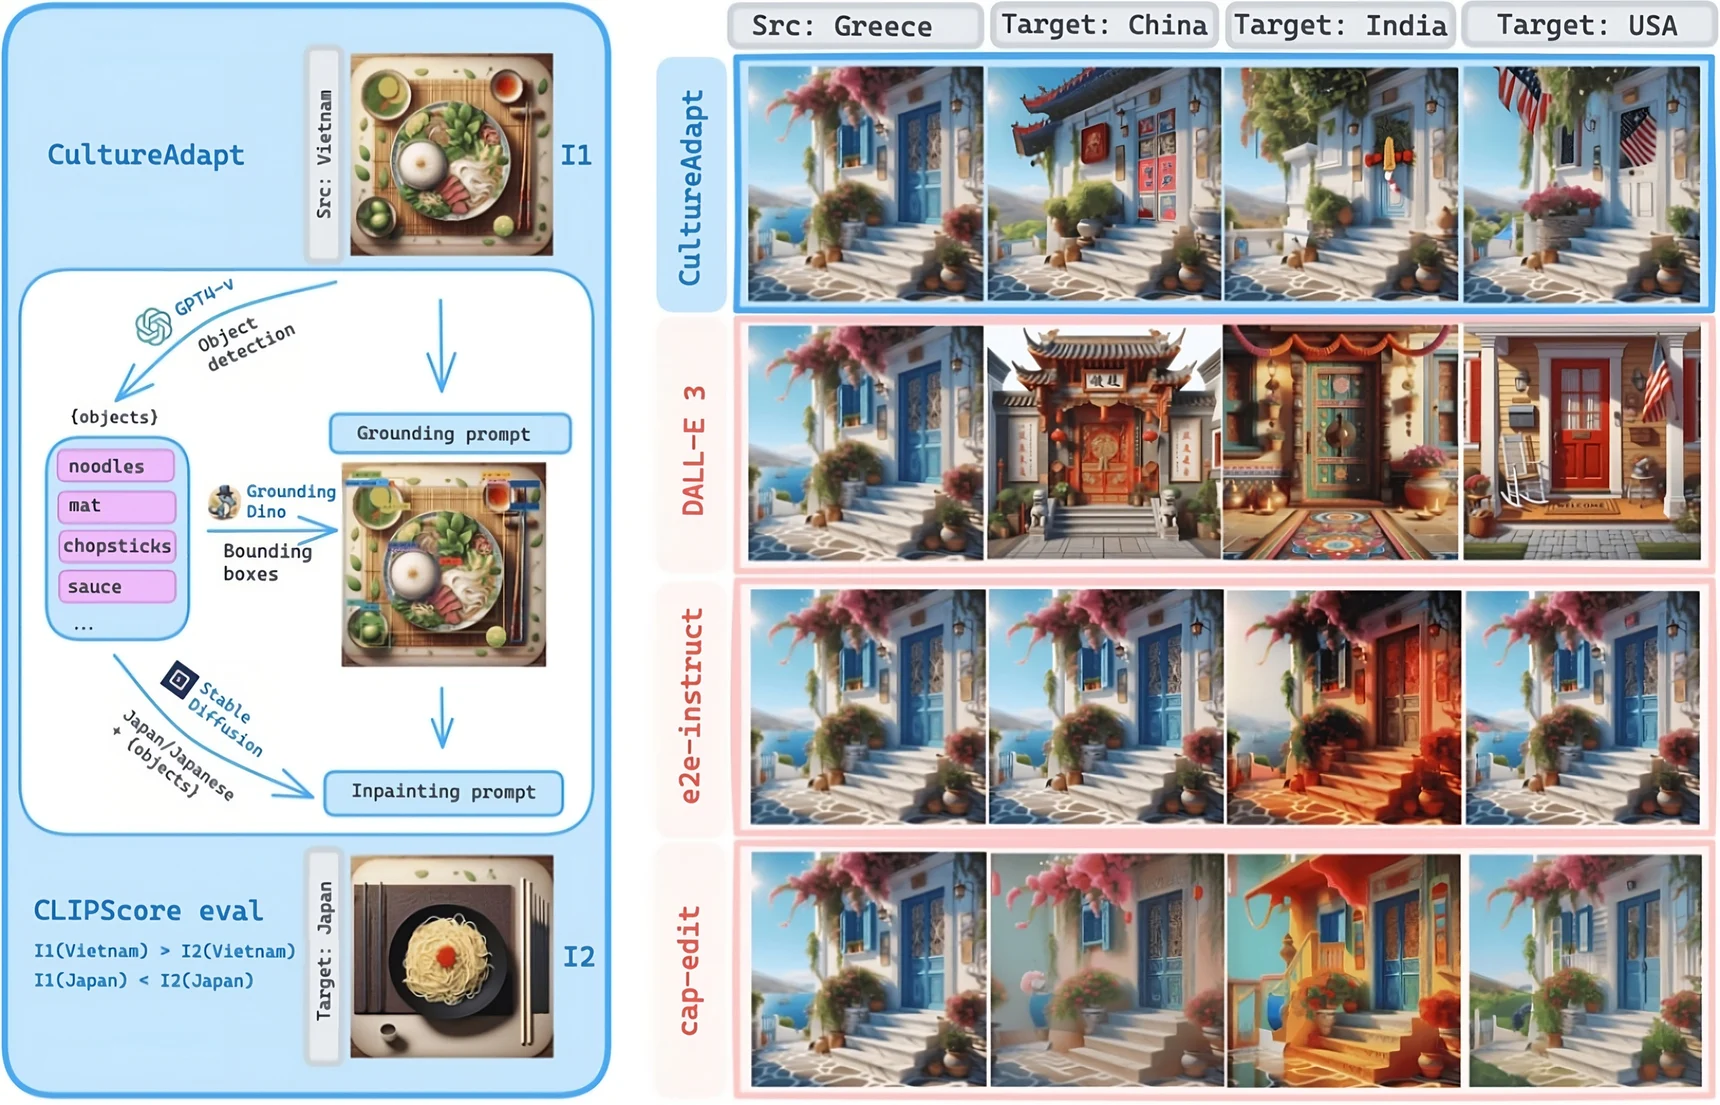 CultureAdapt
Src: Vietnam
I1
GPT4-v
Object
detection
{objects}
noodles
mat
chopsticks
sauce
...
Grounding prompt
Grounding
Dino
Bounding
boxes
Stable
Diffusion
Japan/Japanese
+ {objects}
Inpainting prompt
CLIPScore eval
I1(Vietnam) > I2(Vietnam)
I1(Japan) < I2(Japan)
Target: Japan
I2
Src: Greece
Target: China
Target: India
Target: USA
CultureAdapt
DALL-E 3
WELCOME
e2e-instruct
cap-edit